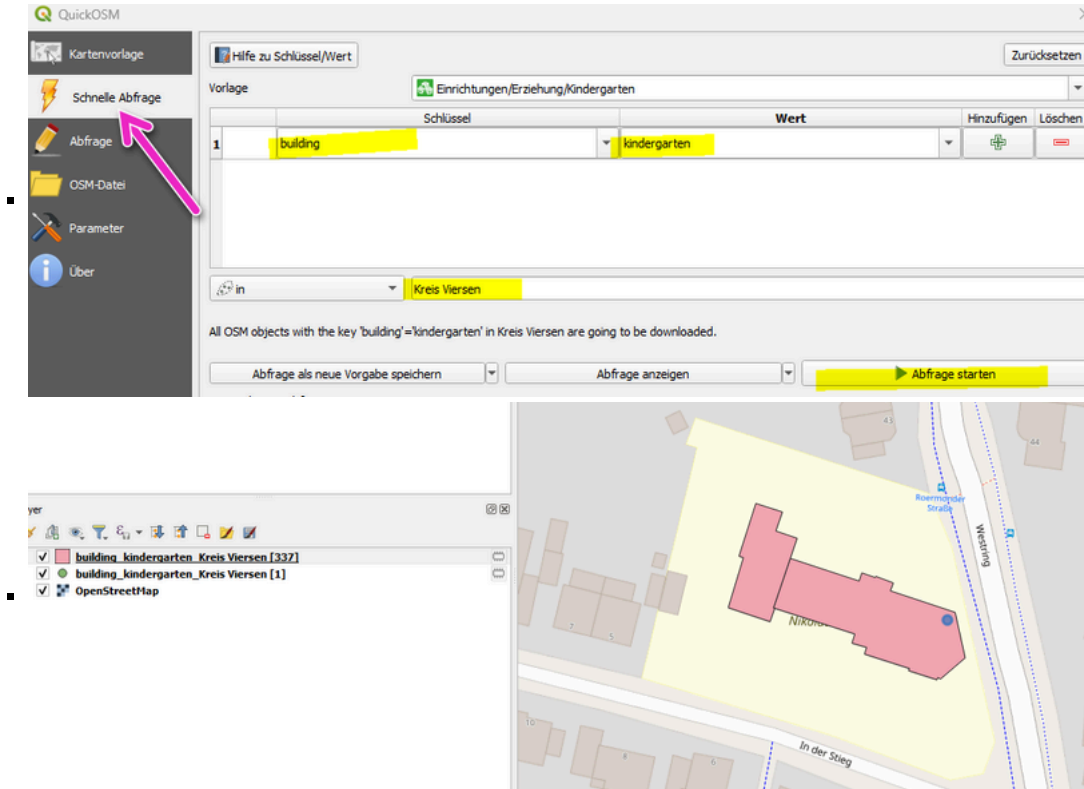 QuickOSM
Kartenvorlage
Schnelle Abfrage
Abfrage
OSM-Datei
Parameter
Über
Hilfe zu Schlüssel/Wert
Zurücksetzen
Vorlage
Einrichtungen/Erziehung/Kindergarten
Schlüssel Wert Hinzufügen Löschen
1 building kindergarten
in Kreis Viersen
All OSM objects with the key 'building'='kindergarten' in Kreis Viersen are going to be downloaded.
Abfrage als neue Vorgabe speichern Abfrage anzeigen Abfrage starten
building_kindergarten_Kreis Viersen [337]
building_kindergarten_Kreis Viersen [1]
OpenStreetMap
43
44
Roermonder
Straße
Westring
7
5
10
8
6
In der Stieg